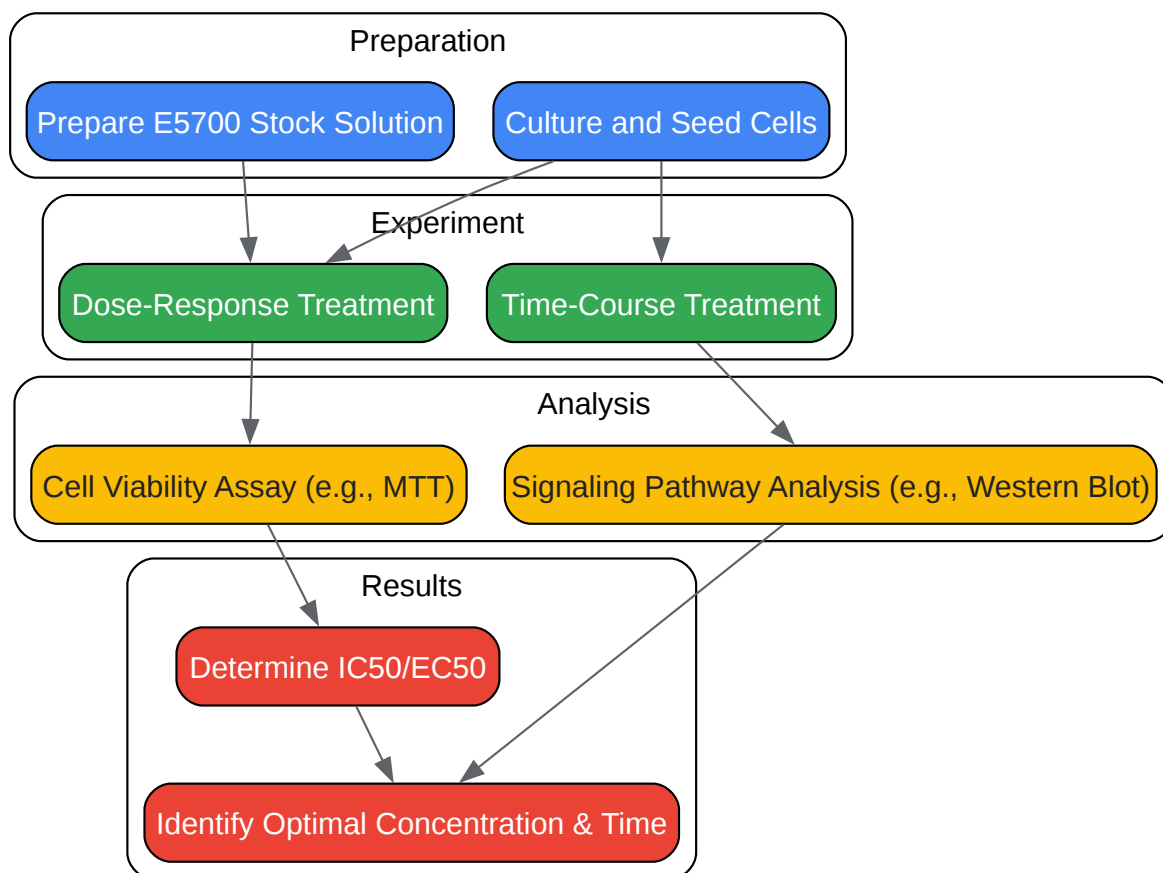 Preparation
Prepare E5700 Stock Solution
Culture and Seed Cells
Experiment
Dose-Response Treatment
Time-Course Treatment
Analysis
Cell Viability Assay (e.g., MTT)
Signaling Pathway Analysis (e.g., Western Blot)
Results
Determine IC50/EC50
Identify Optimal Concentration & Time